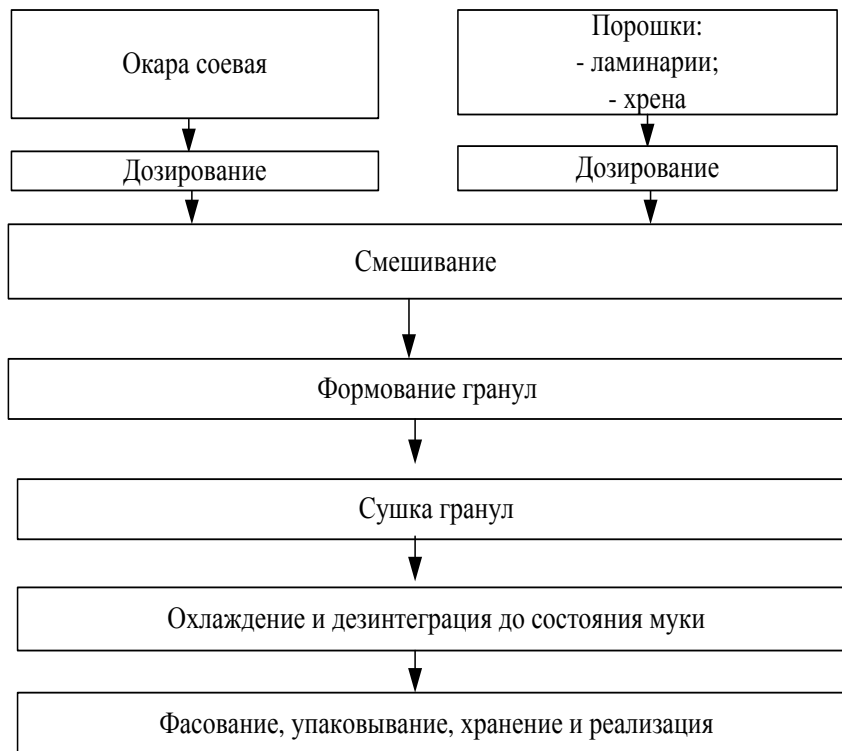 Окара соевая
Порошки:
- ламинарии;
- хрена
Дозирование
Дозирование
Смешивание
Формование гранул
Сушка гранул
Охлаждение и дезинтеграция до состояния муки
Фасование, упаковывание, хранение и реализация